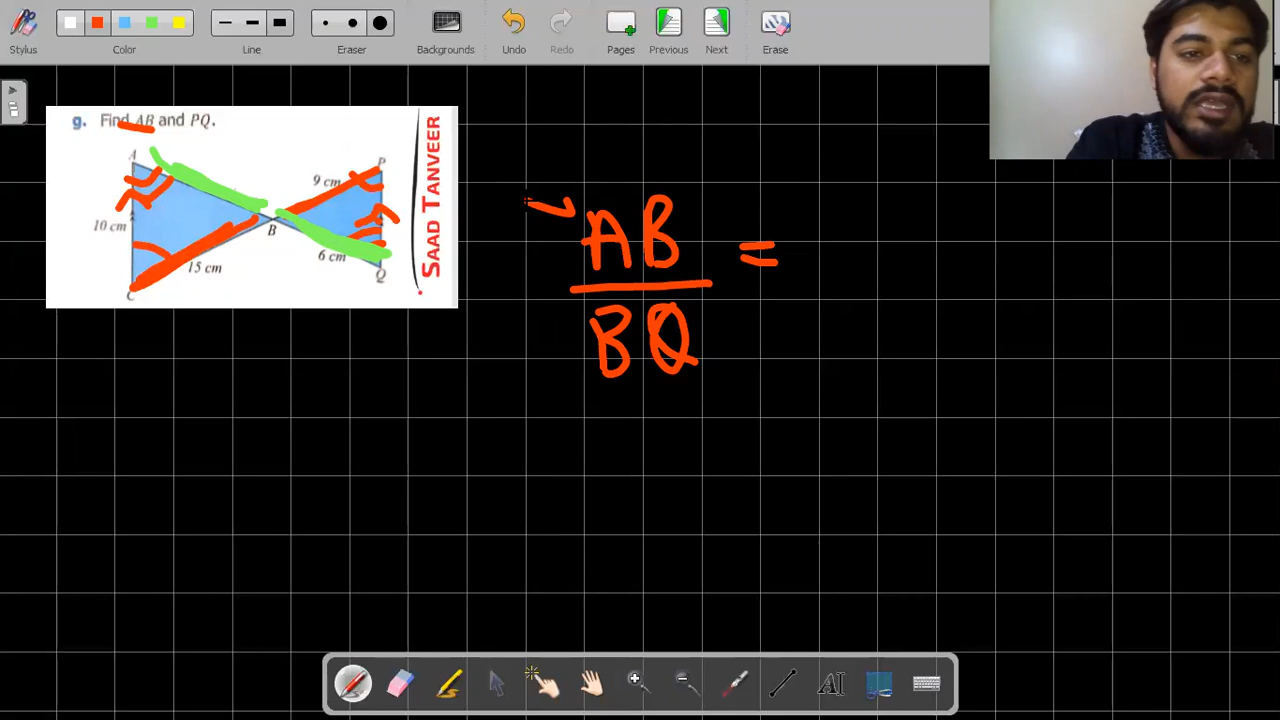 Stylus
Color
Line
Eraser
Backgrounds
Undo
Redo
Pages
Previous
Next
Erase
g. Find AB and PQ.
A
P
9 cm
10 cm
B
6 cm
15 cm
Q
C
SAAD TANVEER
AB
=
BQ
AI